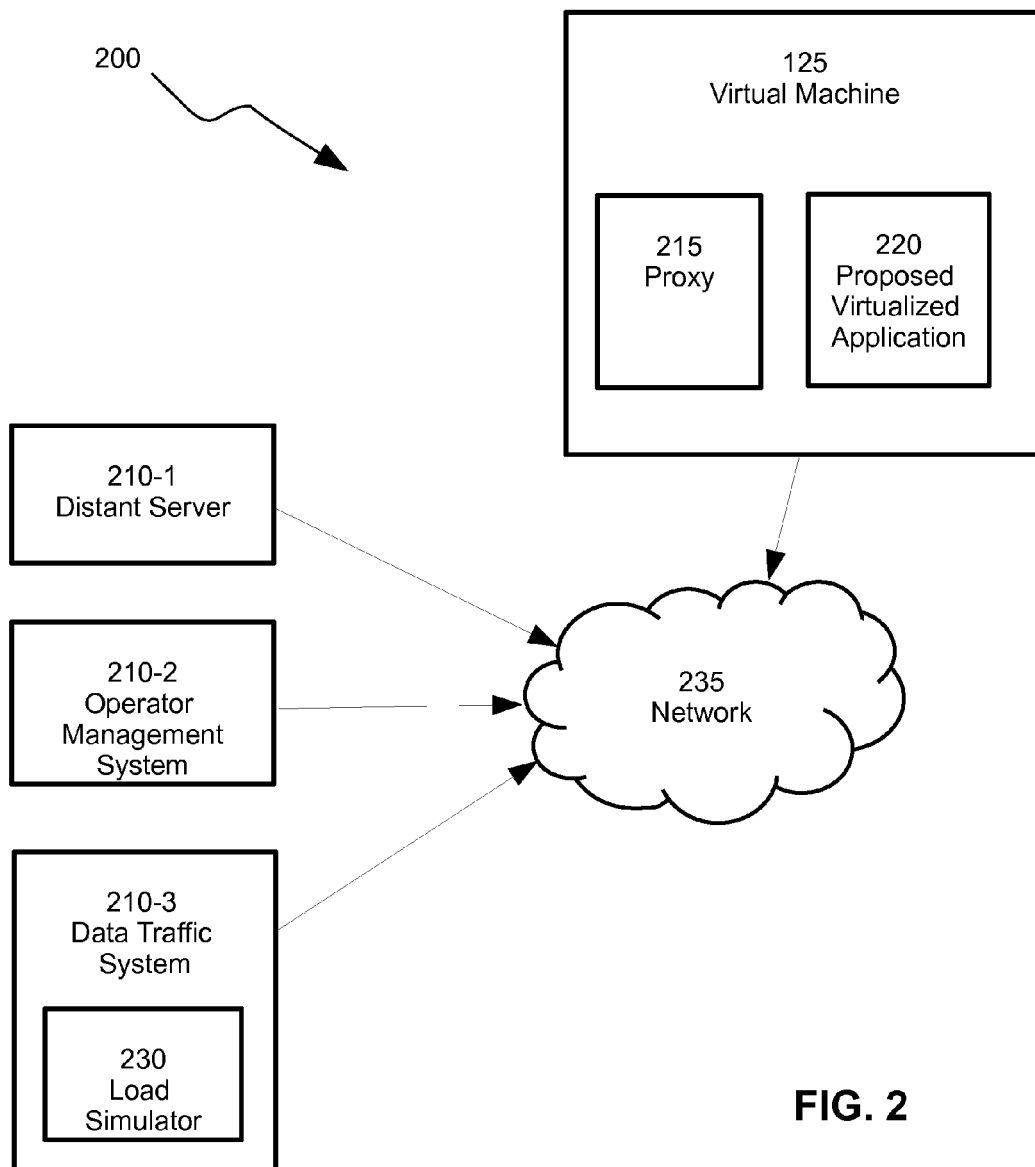 200
125
Virtual Machine
215
Proxy
220
Proposed
Virtualized
Application
210-1
Distant Server
210-2
Operator
Management
System
235
Network
210-3
Data Traffic
System
230
Load
Simulator
FIG. 2